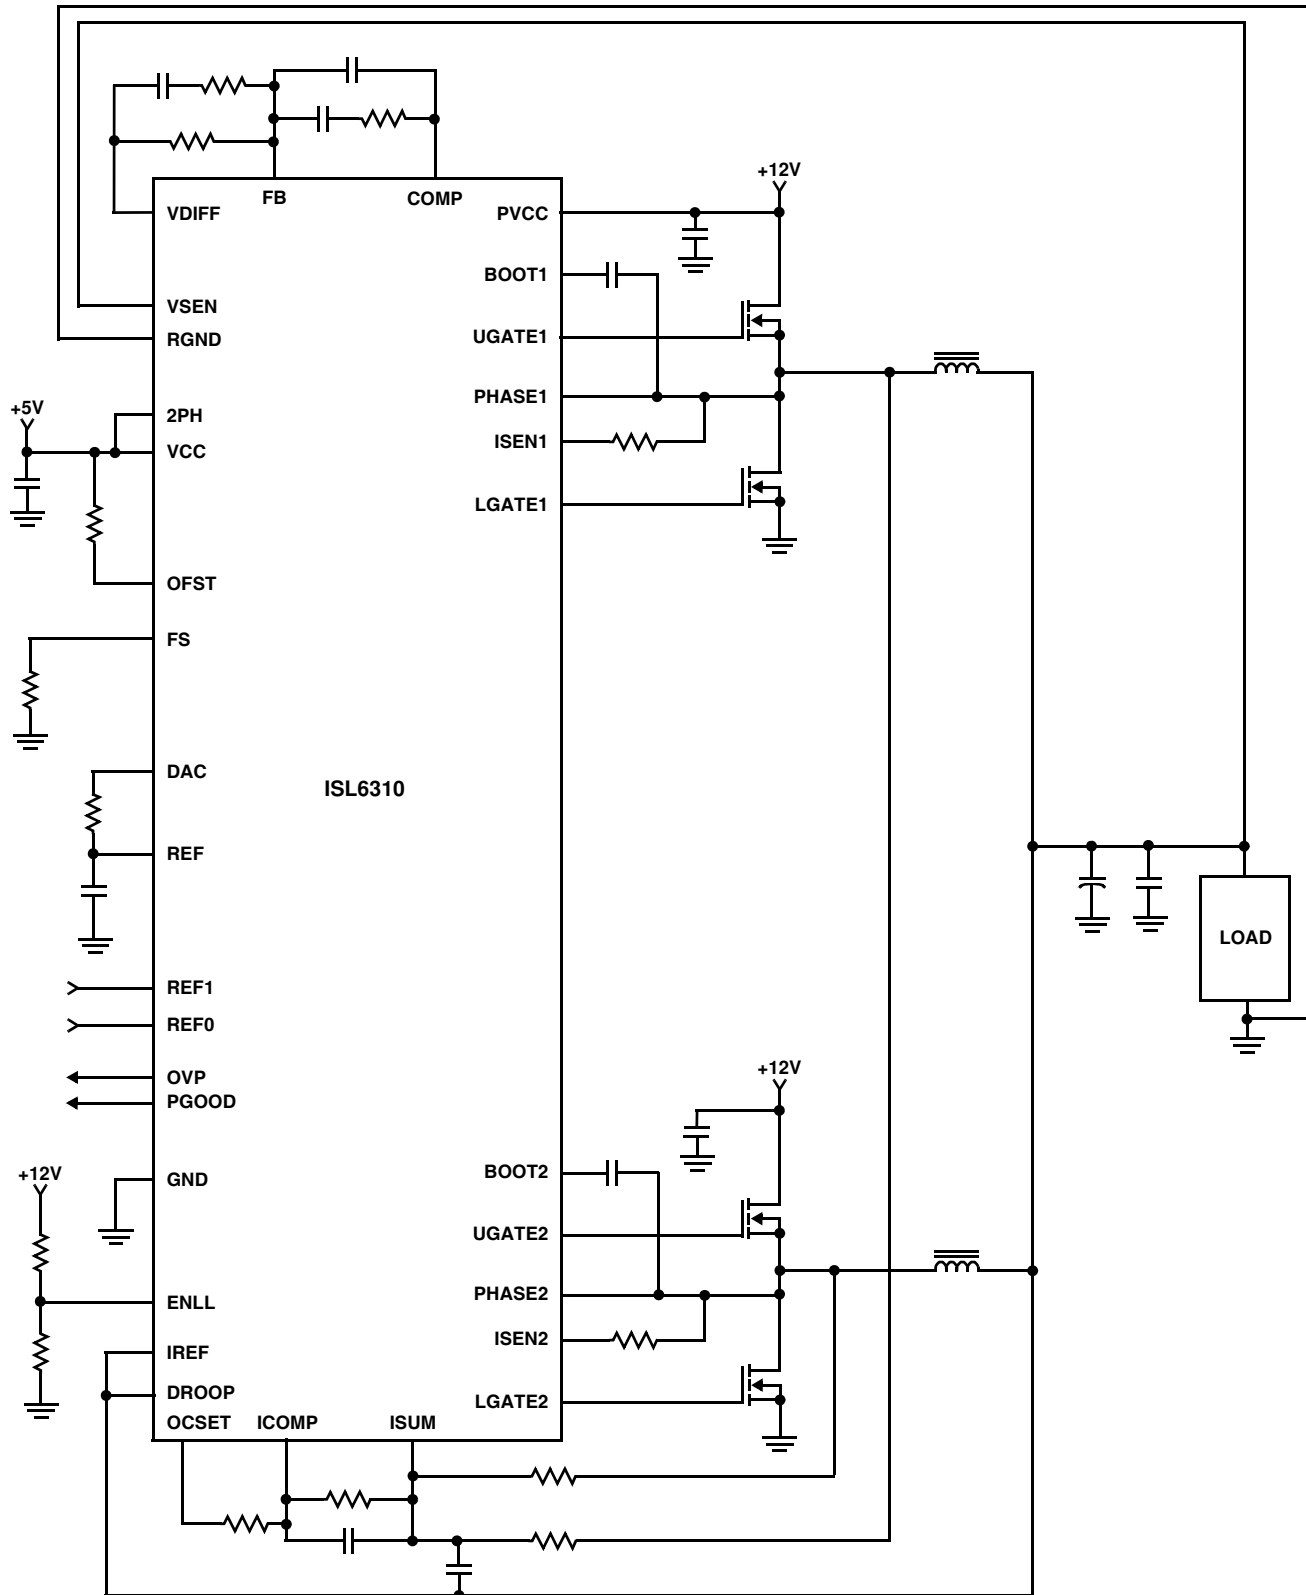 FB
COMP
VDIFF
PVCC
+12V
BOOT1
VSEN
RGND
UGATE1
PHASE1
+5V
2PH
VCC
ISEN1
LGATE1
OFST
FS
DAC
ISL6310
REF
LOAD
REF1
REF0
OVP
PGOOD
+12V
+12V
GND
BOOT2
UGATE2
ENLL
PHASE2
ISEN2
IREF
DROOP
LGATE2
OCSET
ICOMP
ISUM